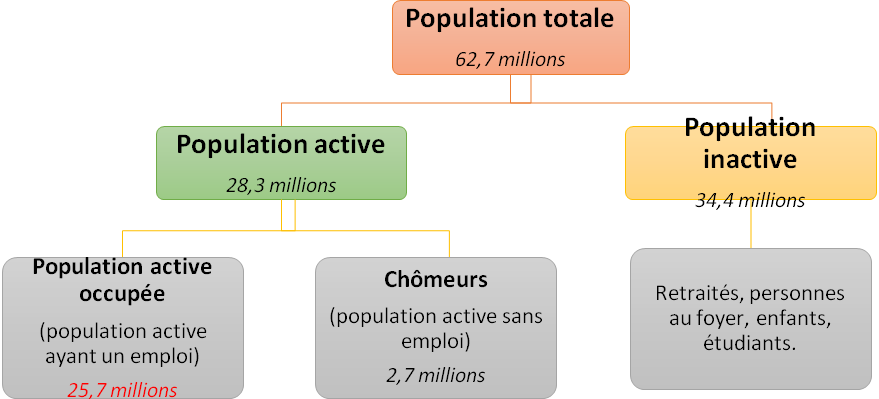 Population totale
62,7 millions
Population active
28,3 millions
Population
inactive
34,4 millions
Population active
occupée
(population active
ayant un emploi)
25,7 millions
Chômeurs
(population active sans
emploi)
2,7 millions
Retraités, personnes
au foyer, enfants,
étudiants.